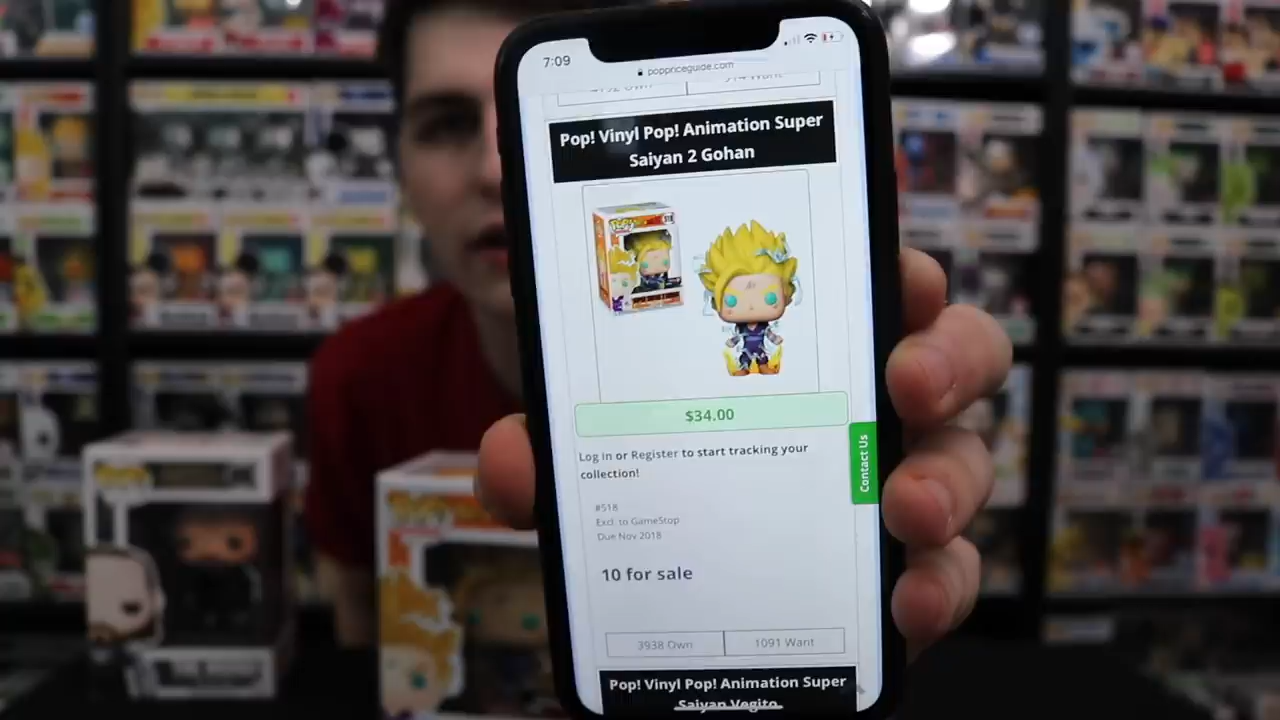 7:09
poppriceguide.com
Pop! Vinyl Pop! Animation Super
Saiyan 2 Gohan
POP!
518
$34.00
Log in or Register to start tracking your
collection!
#518
Excl. to GameStop
Due Nov 2018
10 for sale
3938 Own
1091 Want
Pop! Vinyl Pop! Animation Super
Saiyan Vegito
Contact Us